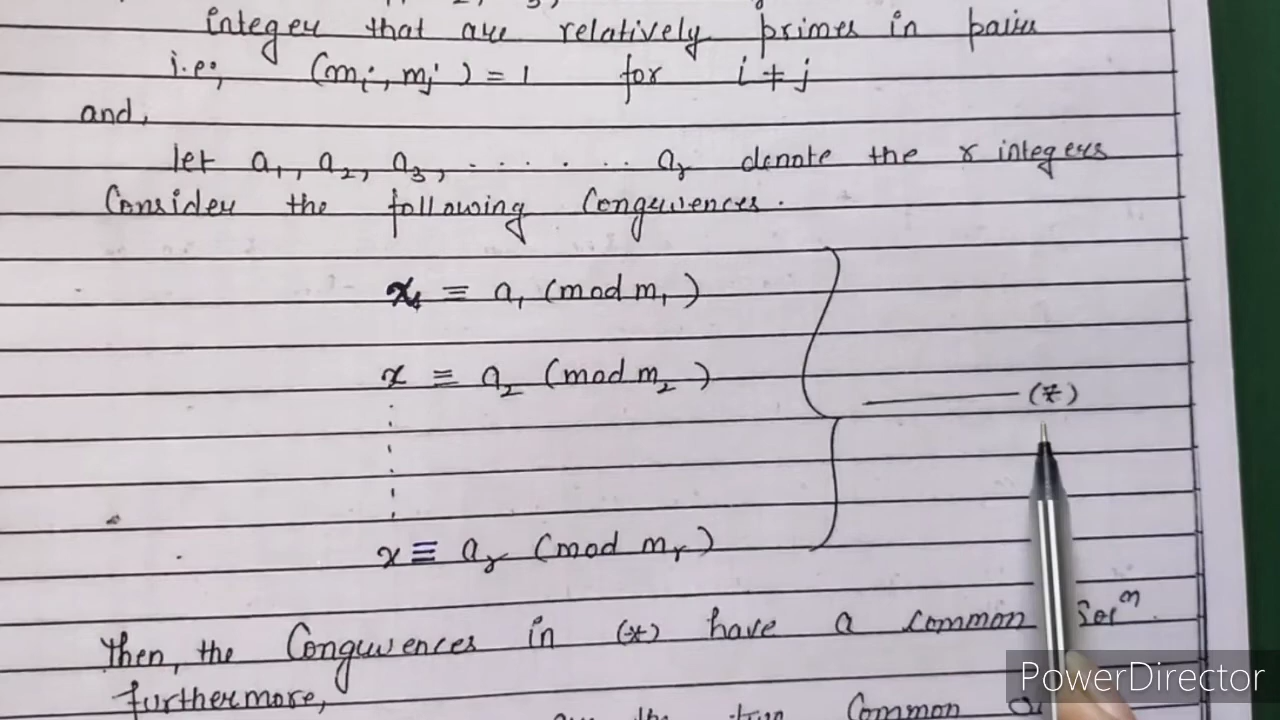 integer that are relatively primes in pairs
i.e; (mi, mj) = 1 for i ≠ j
and,
let a1, a2, a3, ....... ar denote the r integers
Consider the following Congruences.
x ≡ a1 (mod m1)
x ≡ a2 (mod m2)
(*)
x ≡ ar (mod mr)
Then, the Congruences in (*) have a common Solⁿ.
furthermore,
the two Common
PowerDirector